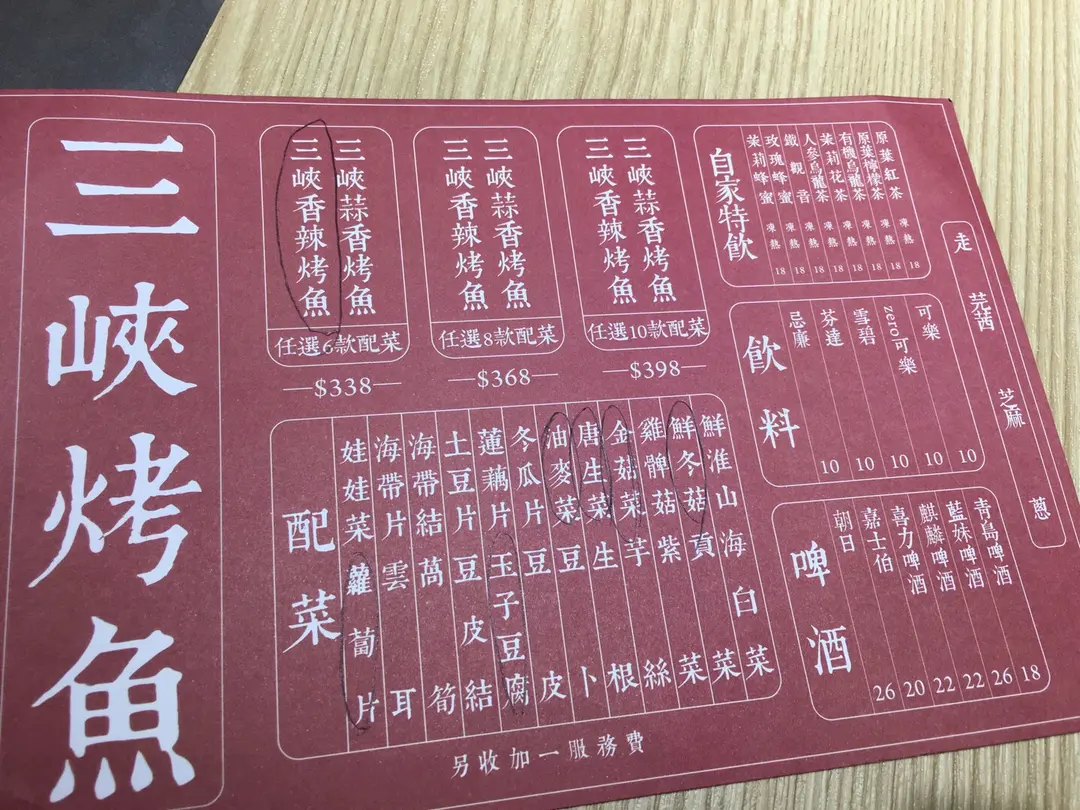 三峽烤魚
三峽蒜香烤魚
三峽香辣烤魚
任選6款配菜
$338
三峽蒜香烤魚
三峽香辣烤魚
任選8款配菜
$368
三峽蒜香烤魚
三峽香辣烤魚
任選10款配菜
$398
配菜
鮮淮山 海白菜
鮮冬菇 貢菜
雞髀菇 紫菜
金菇菜 芋絲
唐生菜 生根
油麥菜 豆卜
冬瓜片 豆皮
蓮藕片 玉子豆腐
土豆片 豆皮結
海帶結 萵筍
海帶片 雲耳
娃娃菜 蘿蔔片
自家特飲
原葉紅茶 凍熱 18
原葉檸檬茶 凍熱 18
有機烏龍茶 凍熱 18
茉莉花茶 凍熱 18
人參烏龍茶 凍熱 18
鐵觀音 凍熱 18
玫瑰蜂蜜 凍熱 18
茉莉蜂蜜 凍熱 18
飲料
可樂 10
zero可樂 10
雪碧 10
芬達 10
忌廉 10
啤酒
青島啤酒 18
藍妹啤酒 26
麒麟啤酒 22
喜力啤酒 22
嘉士伯 20
朝日 26
走 芫茜 芝麻 蔥
另收加一服務費